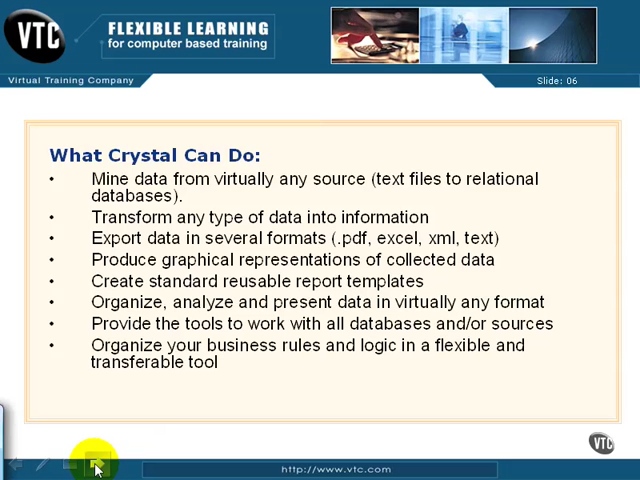 VTC
FLEXIBLE LEARNING
for computer based training
Virtual Training Company
Slide: 06
What Crystal Can Do:
• Mine data from virtually any source (text files to relational
databases).
• Transform any type of data into information
• Export data in several formats (.pdf, excel, xml, text)
• Produce graphical representations of collected data
• Create standard reusable report templates
• Organize, analyze and present data in virtually any format
• Provide the tools to work with all databases and/or sources
• Organize your business rules and logic in a flexible and
transferable tool
VTC
http://www.vtc.com